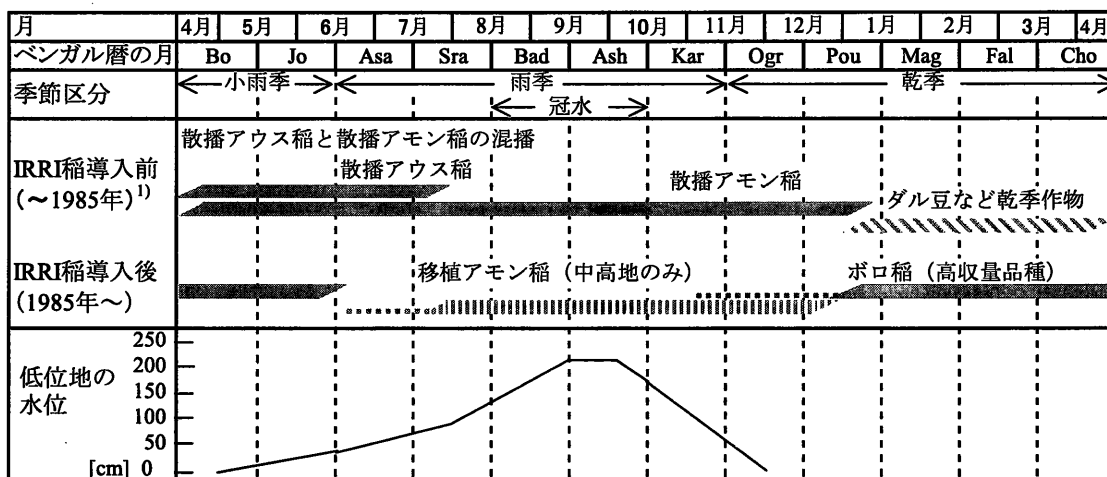 月 4月 5月 6月 7月 8月 9月 10月 11月 12月 1月 2月 3月 4月
ベンガル暦の月 Bo Jo Asa Sra Bad Ash Kar Ogr Pou Mag Fal Cho
季節区分 小雨季 雨季 乾季
冠水
散播アウス稲と散播アモン稲の混播
IRRI稲導入前 散播アウス稲 散播アモン稲
(~1985年)1) ダル豆など乾季作物
IRRI稲導入後 移植アモン稲（中高地のみ） ボロ稲（高収量品種）
(1985年~)
250
低位地の 200
水位 150
100
50
[cm] 0